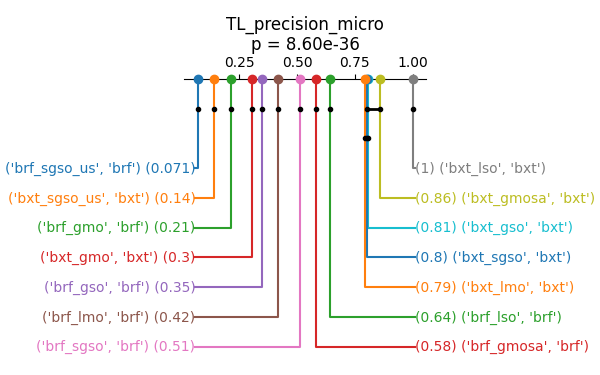 TL_precision_micro
p = 8.60e-36
0.25 0.50 0.75 1.00
('brf_sgso_us', 'brf') (0.071) (1) ('bxt_lso', 'bxt')
('bxt_sgso_us', 'bxt') (0.14) (0.86) ('bxt_gmosa', 'bxt')
('brf_gmo', 'brf') (0.21) (0.81) ('bxt_gso', 'bxt')
('bxt_gmo', 'bxt') (0.3) (0.8) ('bxt_sgso', 'bxt')
('brf_gso', 'brf') (0.35) (0.79) ('bxt_lmo', 'bxt')
('brf_lmo', 'brf') (0.42) (0.64) ('brf_lso', 'brf')
('brf_sgso', 'brf') (0.51) (0.58) ('brf_gmosa', 'brf')